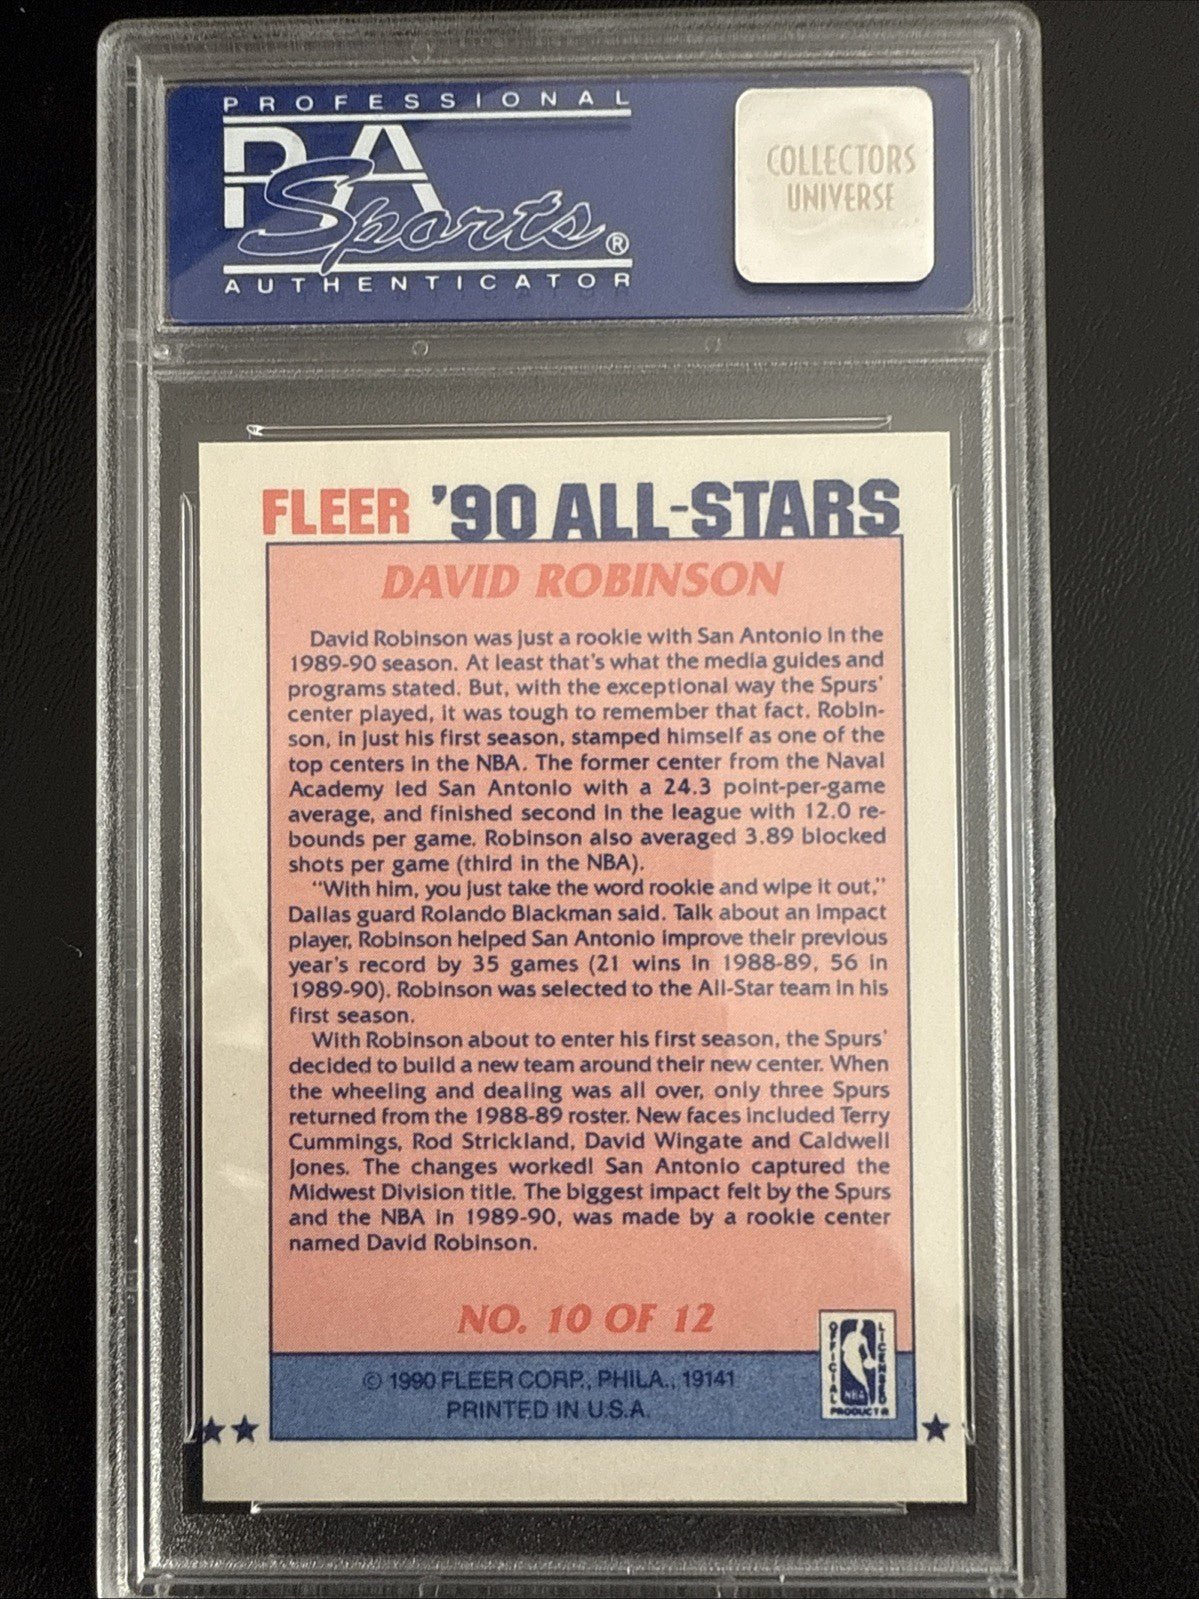 PROFESSIONAL
PSA
Sports®
AUTHENTICATOR
COLLECTORS
UNIVERSE
FLEER '90 ALL-STARS
DAVID ROBINSON
David Robinson was just a rookie with San Antonio in the
1989-90 season. At least that's what the media guides and
programs stated. But, with the exceptional way the Spurs'
center played, it was tough to remember that fact. Robin-
son, in just his first season, stamped himself as one of the
top centers in the NBA. The former center from the Naval
Academy led San Antonio with a 24.3 point-per-game
average, and finished second in the league with 12.0 re-
bounds per game. Robinson also averaged 3.89 blocked
shots per game (third in the NBA).
"With him, you just take the word rookie and wipe it out,"
Dallas guard Rolando Blackman said. Talk about an impact
player, Robinson helped San Antonio improve their previous
year's record by 35 games (21 wins in 1988-89, 56 in
1989-90). Robinson was selected to the All-Star team in his
first season.
With Robinson about to enter his first season, the Spurs'
decided to build a new team around their new center. When
the wheeling and dealing was all over, only three Spurs
returned from the 1988-89 roster. New faces included Terry
Cummings, Rod Strickland, David Wingate and Caldwell
Jones. The changes worked! San Antonio captured the
Midwest Division title. The biggest impact felt by the Spurs
and the NBA in 1989-90, was made by a rookie center
named David Robinson.
NO. 10 OF 12
OFFICIAL
LICENSED
NBA
PRODUCT®
© 1990 FLEER CORP., PHILA., 19141
PRINTED IN U.S.A.